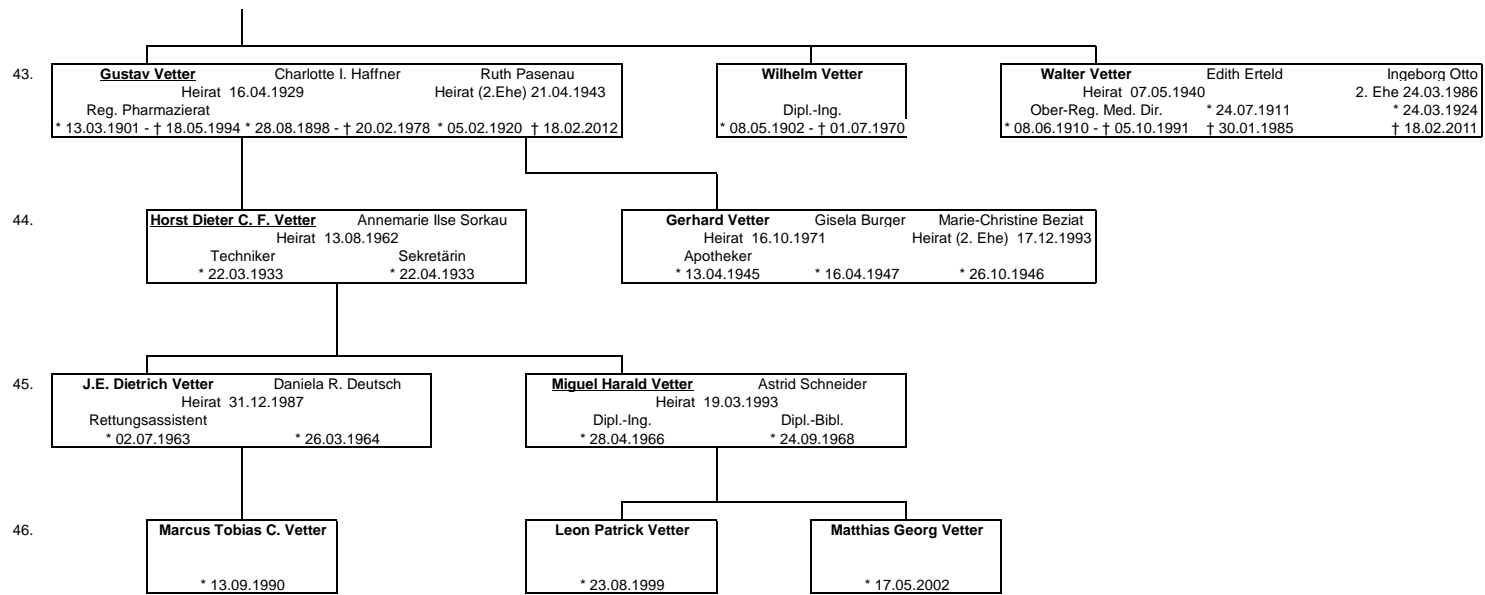 43.
Gustav Vetter Charlotte I. Haffner Ruth Pasenau
Heirat 16.04.1929 Heirat (2.Ehe) 21.04.1943
Reg. Pharmazierat
* 13.03.1901 - † 18.05.1994 * 28.08.1898 - † 20.02.1978 * 05.02.1920 † 18.02.2012
Wilhelm Vetter
Dipl.-Ing.
* 08.05.1902 - † 01.07.1970
Walter Vetter Edith Erteld Ingeborg Otto
Heirat 07.05.1940 2. Ehe 24.03.1986
Ober-Reg. Med. Dir. * 24.07.1911 * 24.03.1924
* 08.06.1910 - † 05.10.1991 † 30.01.1985 † 18.02.2011
44.
Horst Dieter C. F. Vetter Annemarie Ilse Sorkau
Heirat 13.08.1962
Techniker Sekretärin
* 22.03.1933 * 22.04.1933
Gerhard Vetter Gisela Burger Marie-Christine Beziat
Heirat 16.10.1971 Heirat (2. Ehe) 17.12.1993
Apotheker
* 13.04.1945 * 16.04.1947 * 26.10.1946
45.
J.E. Dietrich Vetter Daniela R. Deutsch
Heirat 31.12.1987
Rettungsassistent
* 02.07.1963 * 26.03.1964
Miguel Harald Vetter Astrid Schneider
Heirat 19.03.1993
Dipl.-Ing. Dipl.-Bibl.
* 28.04.1966 * 24.09.1968
46.
Marcus Tobias C. Vetter
* 13.09.1990
Leon Patrick Vetter
* 23.08.1999
Matthias Georg Vetter
* 17.05.2002